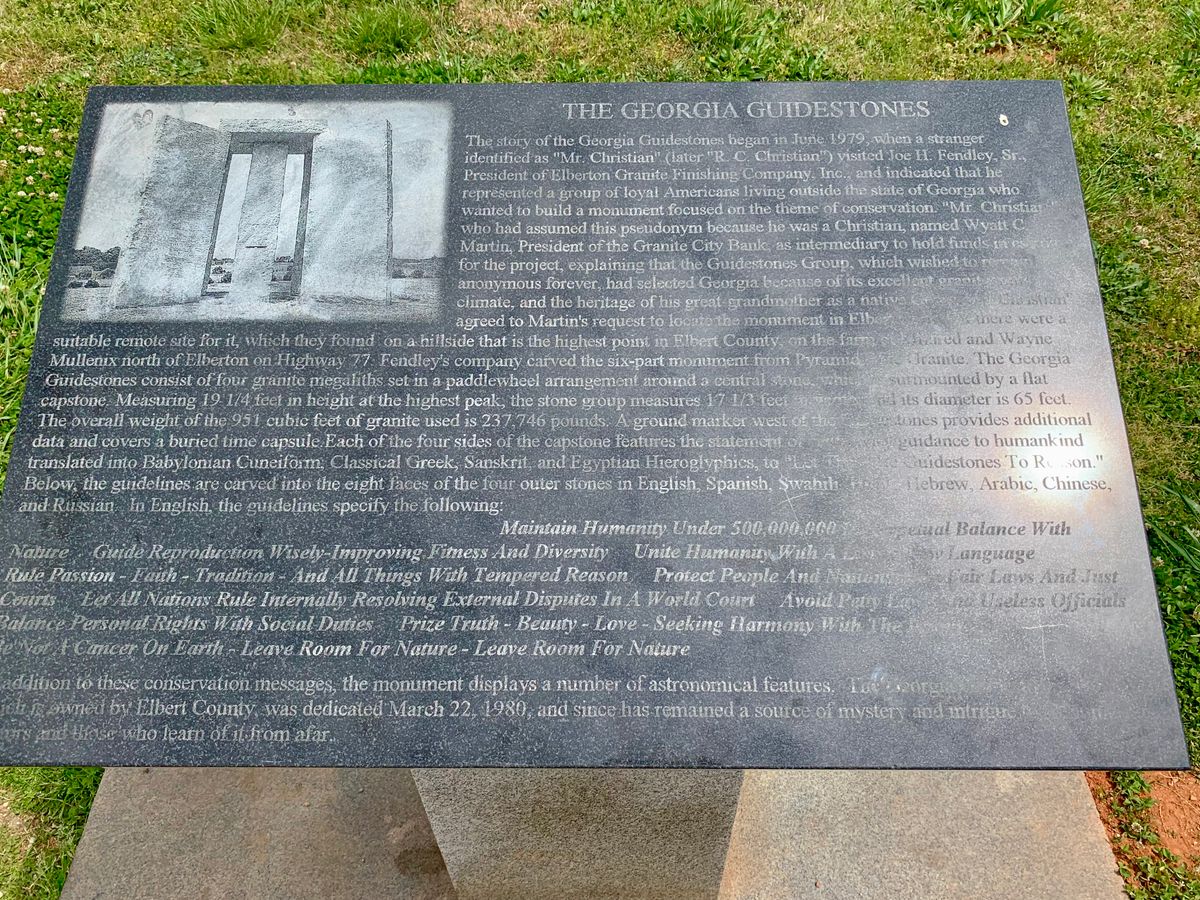 THE GEORGIA GUIDESTONES
The story of the Georgia Guidestones began in June 1979, when a stranger
identified as "Mr. Christian" (later "R. C. Christian") visited Joe H. Fendley, Sr.,
President of Elberton Granite Finishing Company, Inc., and indicated that he
represented a group of loyal Americans living outside the state of Georgia who
wanted to build a monument focused on the theme of conservation. "Mr. Christian"
who had assumed this pseudonym because he was a Christian, named Wyatt C.
Martin, President of the Granite City Bank, as intermediary to hold funds
for the project, explaining that the Guidestones Group, which wished to remain
anonymous forever, had selected Georgia because of its excellent
climate, and the heritage of his great-grandmother as a native "Christian"
agreed to Martin's request to locate the monument in Elbert there were a
suitable remote site for it, which they found on a hillside that is the highest point in Elbert County, on the farm and Wayne
Mullenix north of Elberton on Highway 77. Fendley's company carved the six-part monument from Pyramid Granite. The Georgia
Guidestones consist of four granite megaliths set in a paddlewheel arrangement around a central stone, surmounted by a flat
capstone. Measuring 19 1/4 feet in height at the highest peak, the stone group measures 17 1/3 feet its diameter is 65 feet.
The overall weight of the 951 cubic feet of granite used is 237,746 pounds. A ground marker west of the provides additional
data and covers a buried time capsule.Each of the four sides of the capstone features the statement of guidance to humankind
translated into Babylonian Cuneiform, Classical Greek, Sanskrit, and Egyptian Hieroglyphics, to "Let Guidestones To Reason."
Below, the guidelines are carved into the eight faces of the four outer stones in English, Spanish, Swahili, Hebrew, Arabic, Chinese,
and Russian. In English, the guidelines specify the following:
Maintain Humanity Under 500,000,000 Balance With
Nature Guide Reproduction Wisely-Improving Fitness And Diversity Unite Humanity With A Language
Rule Passion - Faith - Tradition - And All Things With Tempered Reason Protect People And Nations Fair Laws And Just
Courts Let All Nations Rule Internally Resolving External Disputes In A World Court Avoid Petty Useless Officials
Balance Personal Rights With Social Duties Prize Truth - Beauty - Love - Seeking Harmony With The
Not A Cancer On Earth - Leave Room For Nature - Leave Room For Nature
addition to these conservation messages, the monument displays a number of astronomical features. The Georgia
owned by Elbert County, was dedicated March 22, 1980, and since has remained a source of mystery and intrigue
and those who learn of it from afar.